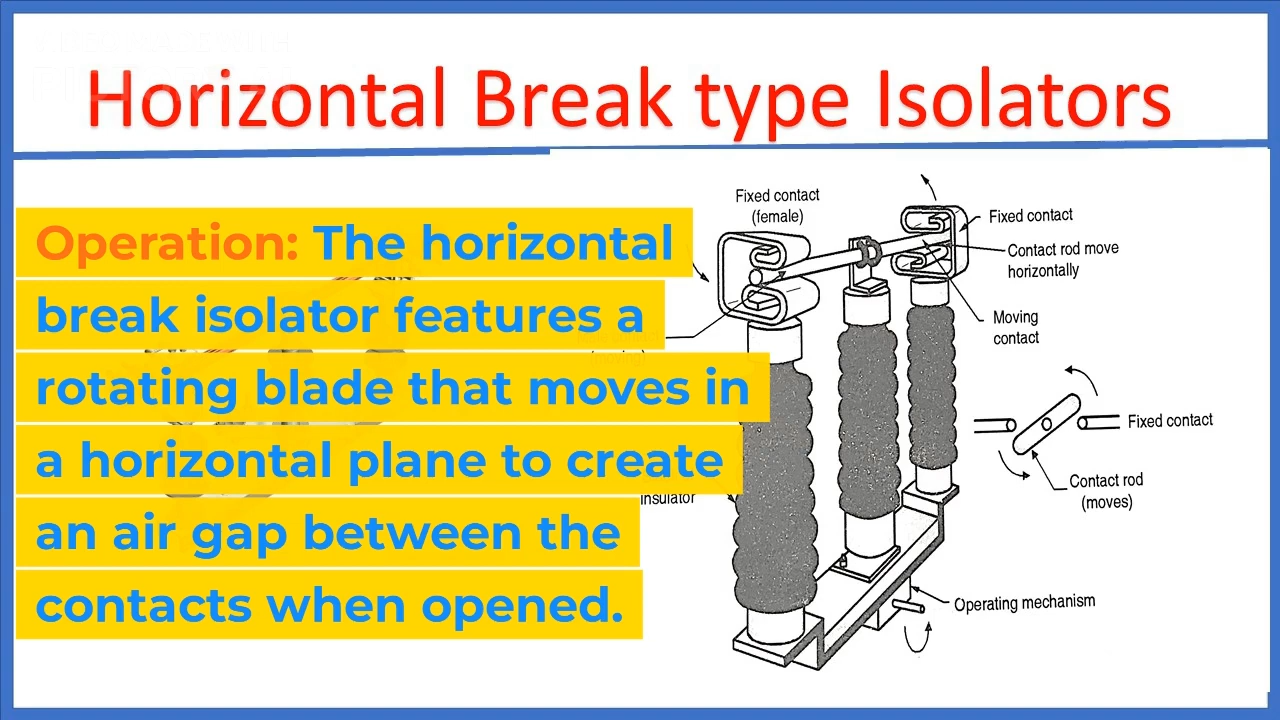 Horizontal Break type Isolators
Operation: The horizontal
break isolator features a
rotating blade that moves in
a horizontal plane to create
an air gap between the
contacts when opened.
Fixed contact
(female)
Fixed contact
Contact rod move
horizontally
Moving
contact
Fixed contact
Contact rod
(moves)
Insulator
Operating mechanism